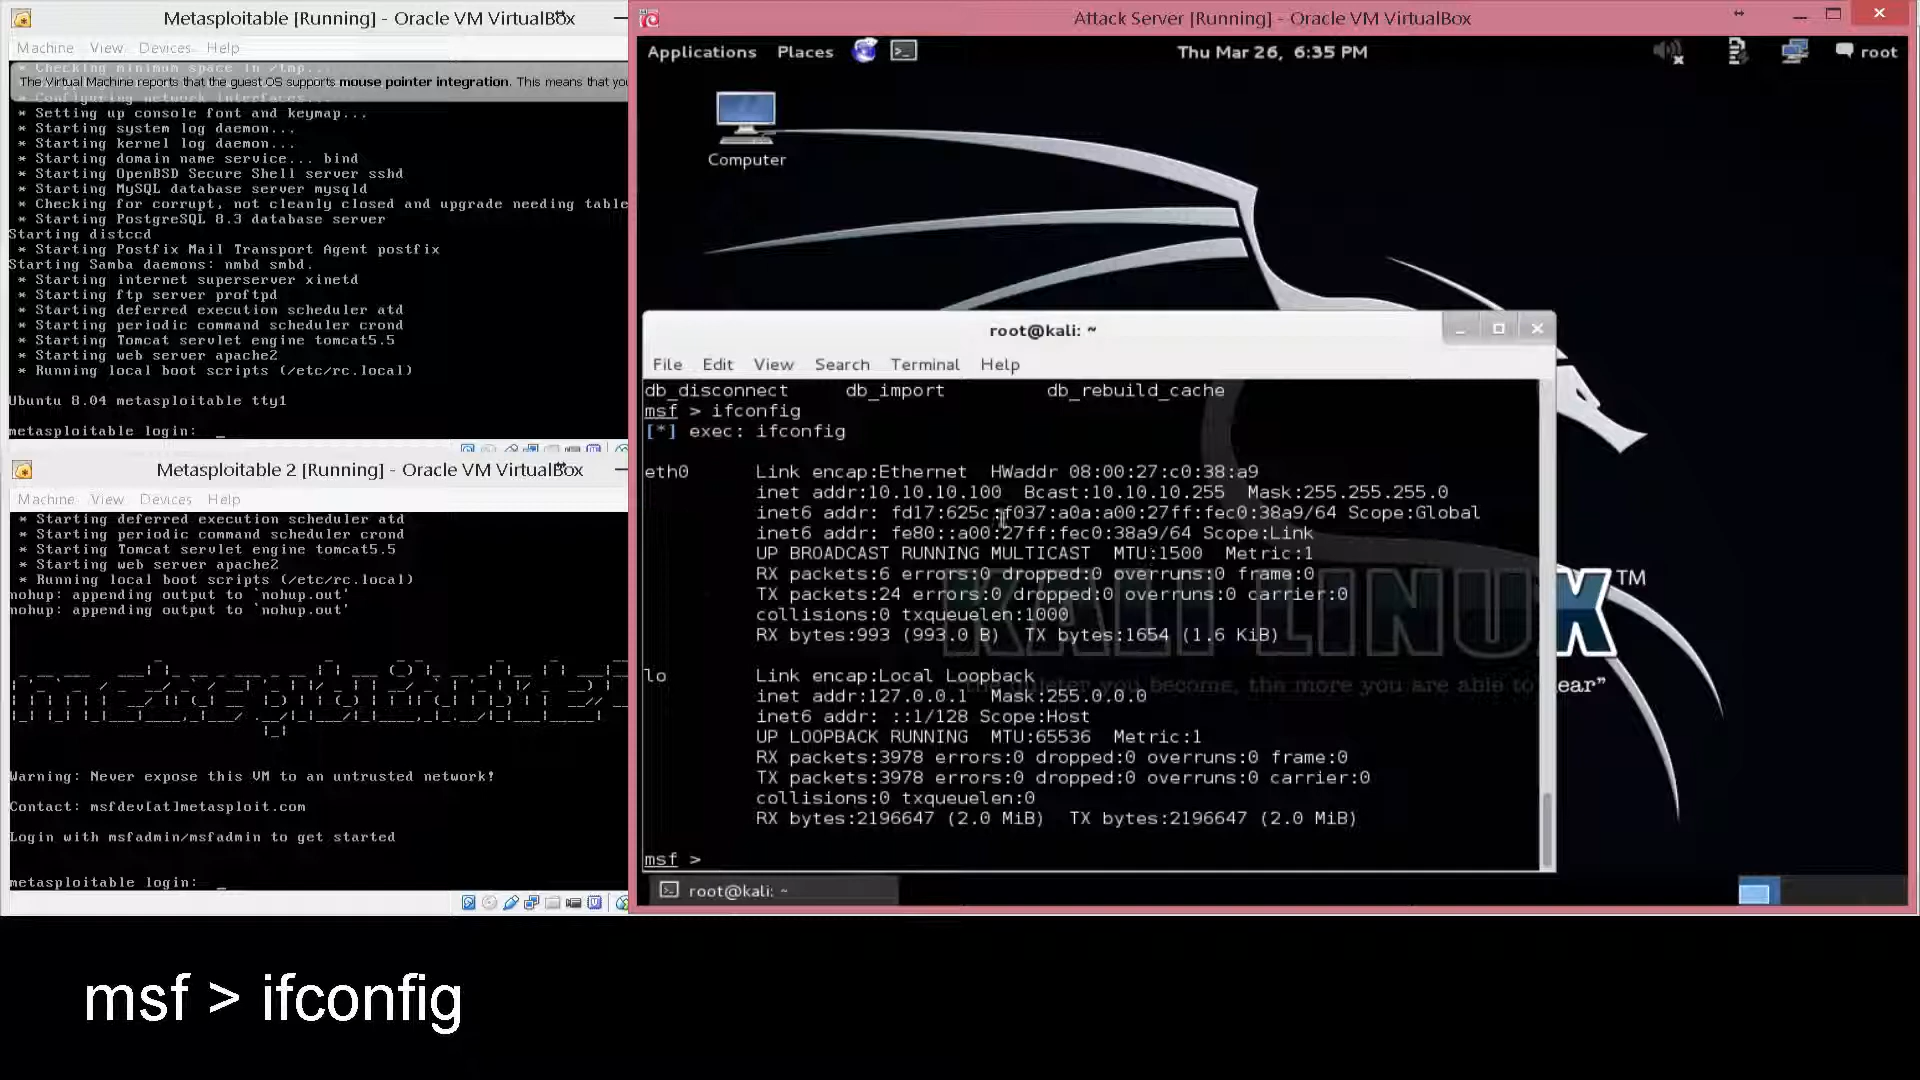 Metasploitable [Running] - Oracle VM VirtualBox
Machine View Devices Help
* Checking minimum space in /tmp...
The Virtual Machine reports that the guest OS supports mouse pointer integration. This means that you
* Configuring network interfaces...
* Setting up console font and keymap...
* Starting system log daemon...
* Starting kernel log daemon...
* Starting domain name service... bind
* Starting OpenBSD Secure Shell server sshd
* Starting MySQL database server mysqld
* Checking for corrupt, not cleanly closed and upgrade needing table
* Starting PostgreSQL 8.3 database server
Starting distccd
* Starting Postfix Mail Transport Agent postfix
Starting Samba daemons: nmbd smbd.
* Starting internet superserver xinetd
* Starting ftp server proftpd
* Starting deferred execution scheduler atd
* Starting periodic command scheduler crond
* Starting Tomcat servlet engine tomcat5.5
* Starting web server apache2
* Running local boot scripts (/etc/rc.local)
Ubuntu 8.04 metasploitable tty1
metasploitable login: _
Metasploitable 2 [Running] - Oracle VM VirtualBox
Machine View Devices Help
* Starting deferred execution scheduler atd
* Starting periodic command scheduler crond
* Starting Tomcat servlet engine tomcat5.5
* Starting web server apache2
* Running local boot scripts (/etc/rc.local)
nohup: appending output to `nohup.out'
nohup: appending output to `nohup.out'
Warning: Never expose this VM to an untrusted network!
Contact: msfdev[at]metasploit.com
Login with msfadmin/msfadmin to get started
metasploitable login: _
Attack Server [Running] - Oracle VM VirtualBox
Applications Places Thu Mar 26, 6:35 PM root
Computer
root@kali: ~
File Edit View Search Terminal Help
db_disconnect db_import db_rebuild_cache
msf > ifconfig
[*] exec: ifconfig
eth0 Link encap:Ethernet HWaddr 08:00:27:c0:38:a9
inet addr:10.10.10.100 Bcast:10.10.10.255 Mask:255.255.255.0
inet6 addr: fd17:625c:f037:a0a:a00:27ff:fec0:38a9/64 Scope:Global
inet6 addr: fe80::a00:27ff:fec0:38a9/64 Scope:Link
UP BROADCAST RUNNING MULTICAST MTU:1500 Metric:1
RX packets:6 errors:0 dropped:0 overruns:0 frame:0
TX packets:24 errors:0 dropped:0 overruns:0 carrier:0
collisions:0 txqueuelen:1000
RX bytes:993 (993.0 B) TX bytes:1654 (1.6 KiB)
lo Link encap:Local Loopback
inet addr:127.0.0.1 Mask:255.0.0.0
inet6 addr: ::1/128 Scope:Host
UP LOOPBACK RUNNING MTU:65536 Metric:1
RX packets:3978 errors:0 dropped:0 overruns:0 frame:0
TX packets:3978 errors:0 dropped:0 overruns:0 carrier:0
collisions:0 txqueuelen:0
RX bytes:2196647 (2.0 MiB) TX bytes:2196647 (2.0 MiB)
msf >
KALI LINUX TM
you become, the more you are able to hear”
root@kali: ~
msf > ifconfig